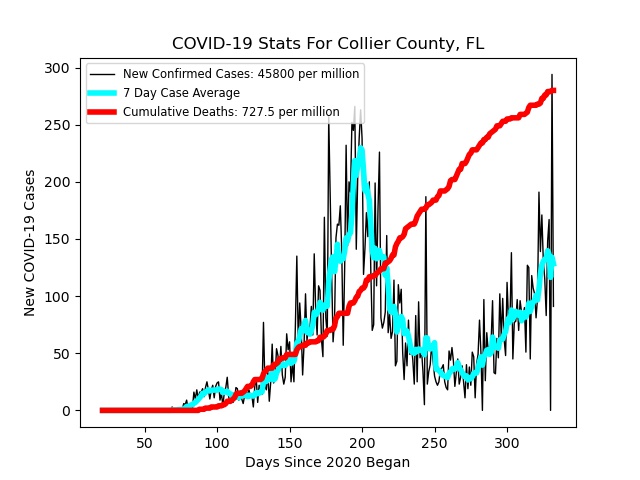 COVID-19 Stats For Collier County, FL
New Confirmed Cases: 45800 per million
7 Day Case Average
Cumulative Deaths: 727.5 per million
New COVID-19 Cases
300
250
200
150
100
50
0
50 100 150 200 250 300
Days Since 2020 Began